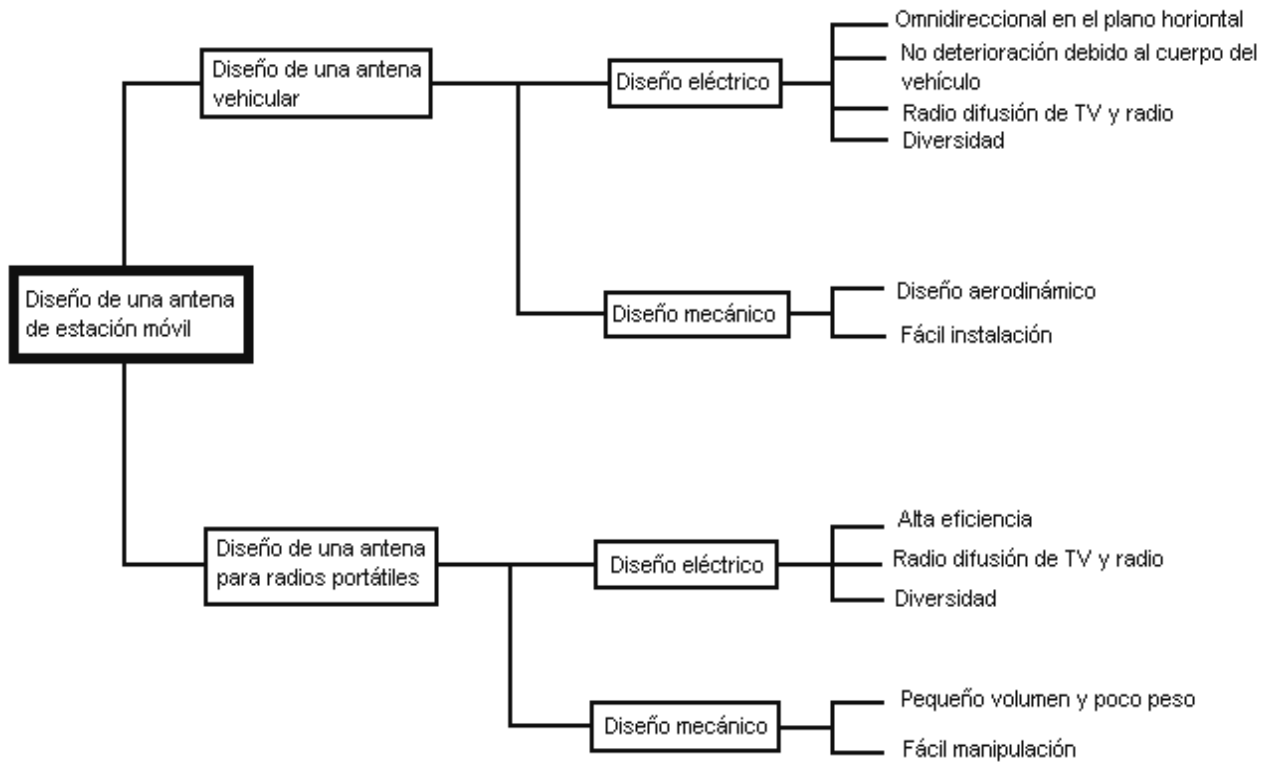 Diseño de una antena
de estación móvil
Diseño de una antena
vehicular
Diseño eléctrico
Omnidireccional en el plano horiontal
No deterioración debido al cuerpo del
vehículo
Radio difusión de TV y radio
Diversidad
Diseño mecánico
Diseño aerodinámico
Fácil instalación
Diseño de una antena
para radios portátiles
Diseño eléctrico
Alta eficiencia
Radio difusión de TV y radio
Diversidad
Diseño mecánico
Pequeño volumen y poco peso
Fácil manipulación